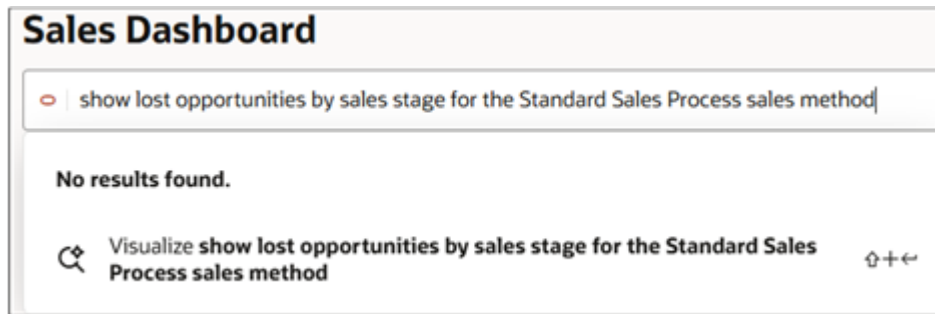 Sales Dashboard
show lost opportunities by sales stage for the Standard Sales Process sales method
No results found.
Visualize show lost opportunities by sales stage for the Standard Sales
Process sales method